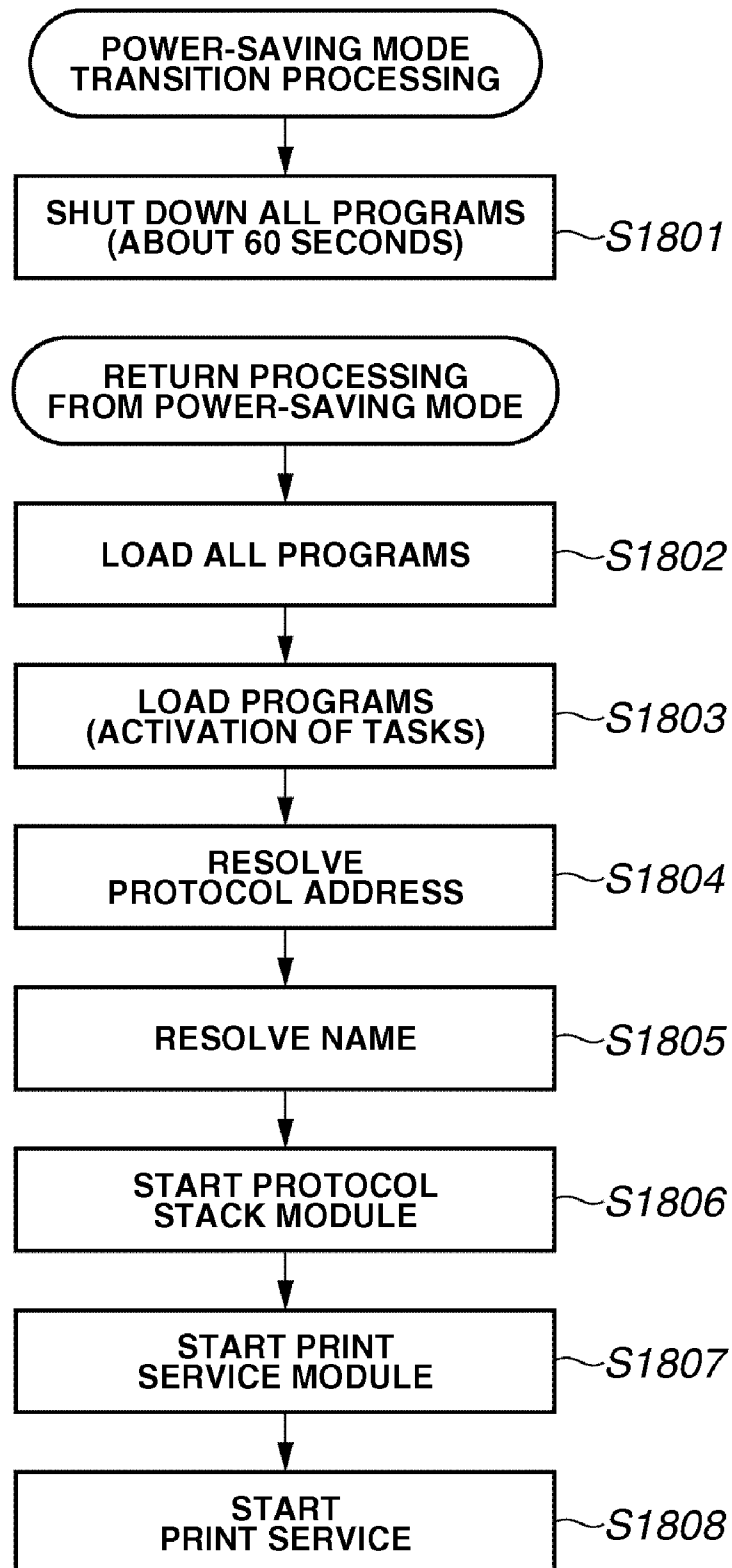 POWER-SAVING MODE
TRANSITION PROCESSING
SHUT DOWN ALL PROGRAMS
(ABOUT 60 SECONDS)
S1801
RETURN PROCESSING
FROM POWER-SAVING MODE
LOAD ALL PROGRAMS
S1802
LOAD PROGRAMS
(ACTIVATION OF TASKS)
S1803
RESOLVE
PROTOCOL ADDRESS
S1804
RESOLVE NAME
S1805
START PROTOCOL
STACK MODULE
S1806
START PRINT
SERVICE MODULE
S1807
START
PRINT SERVICE
S1808